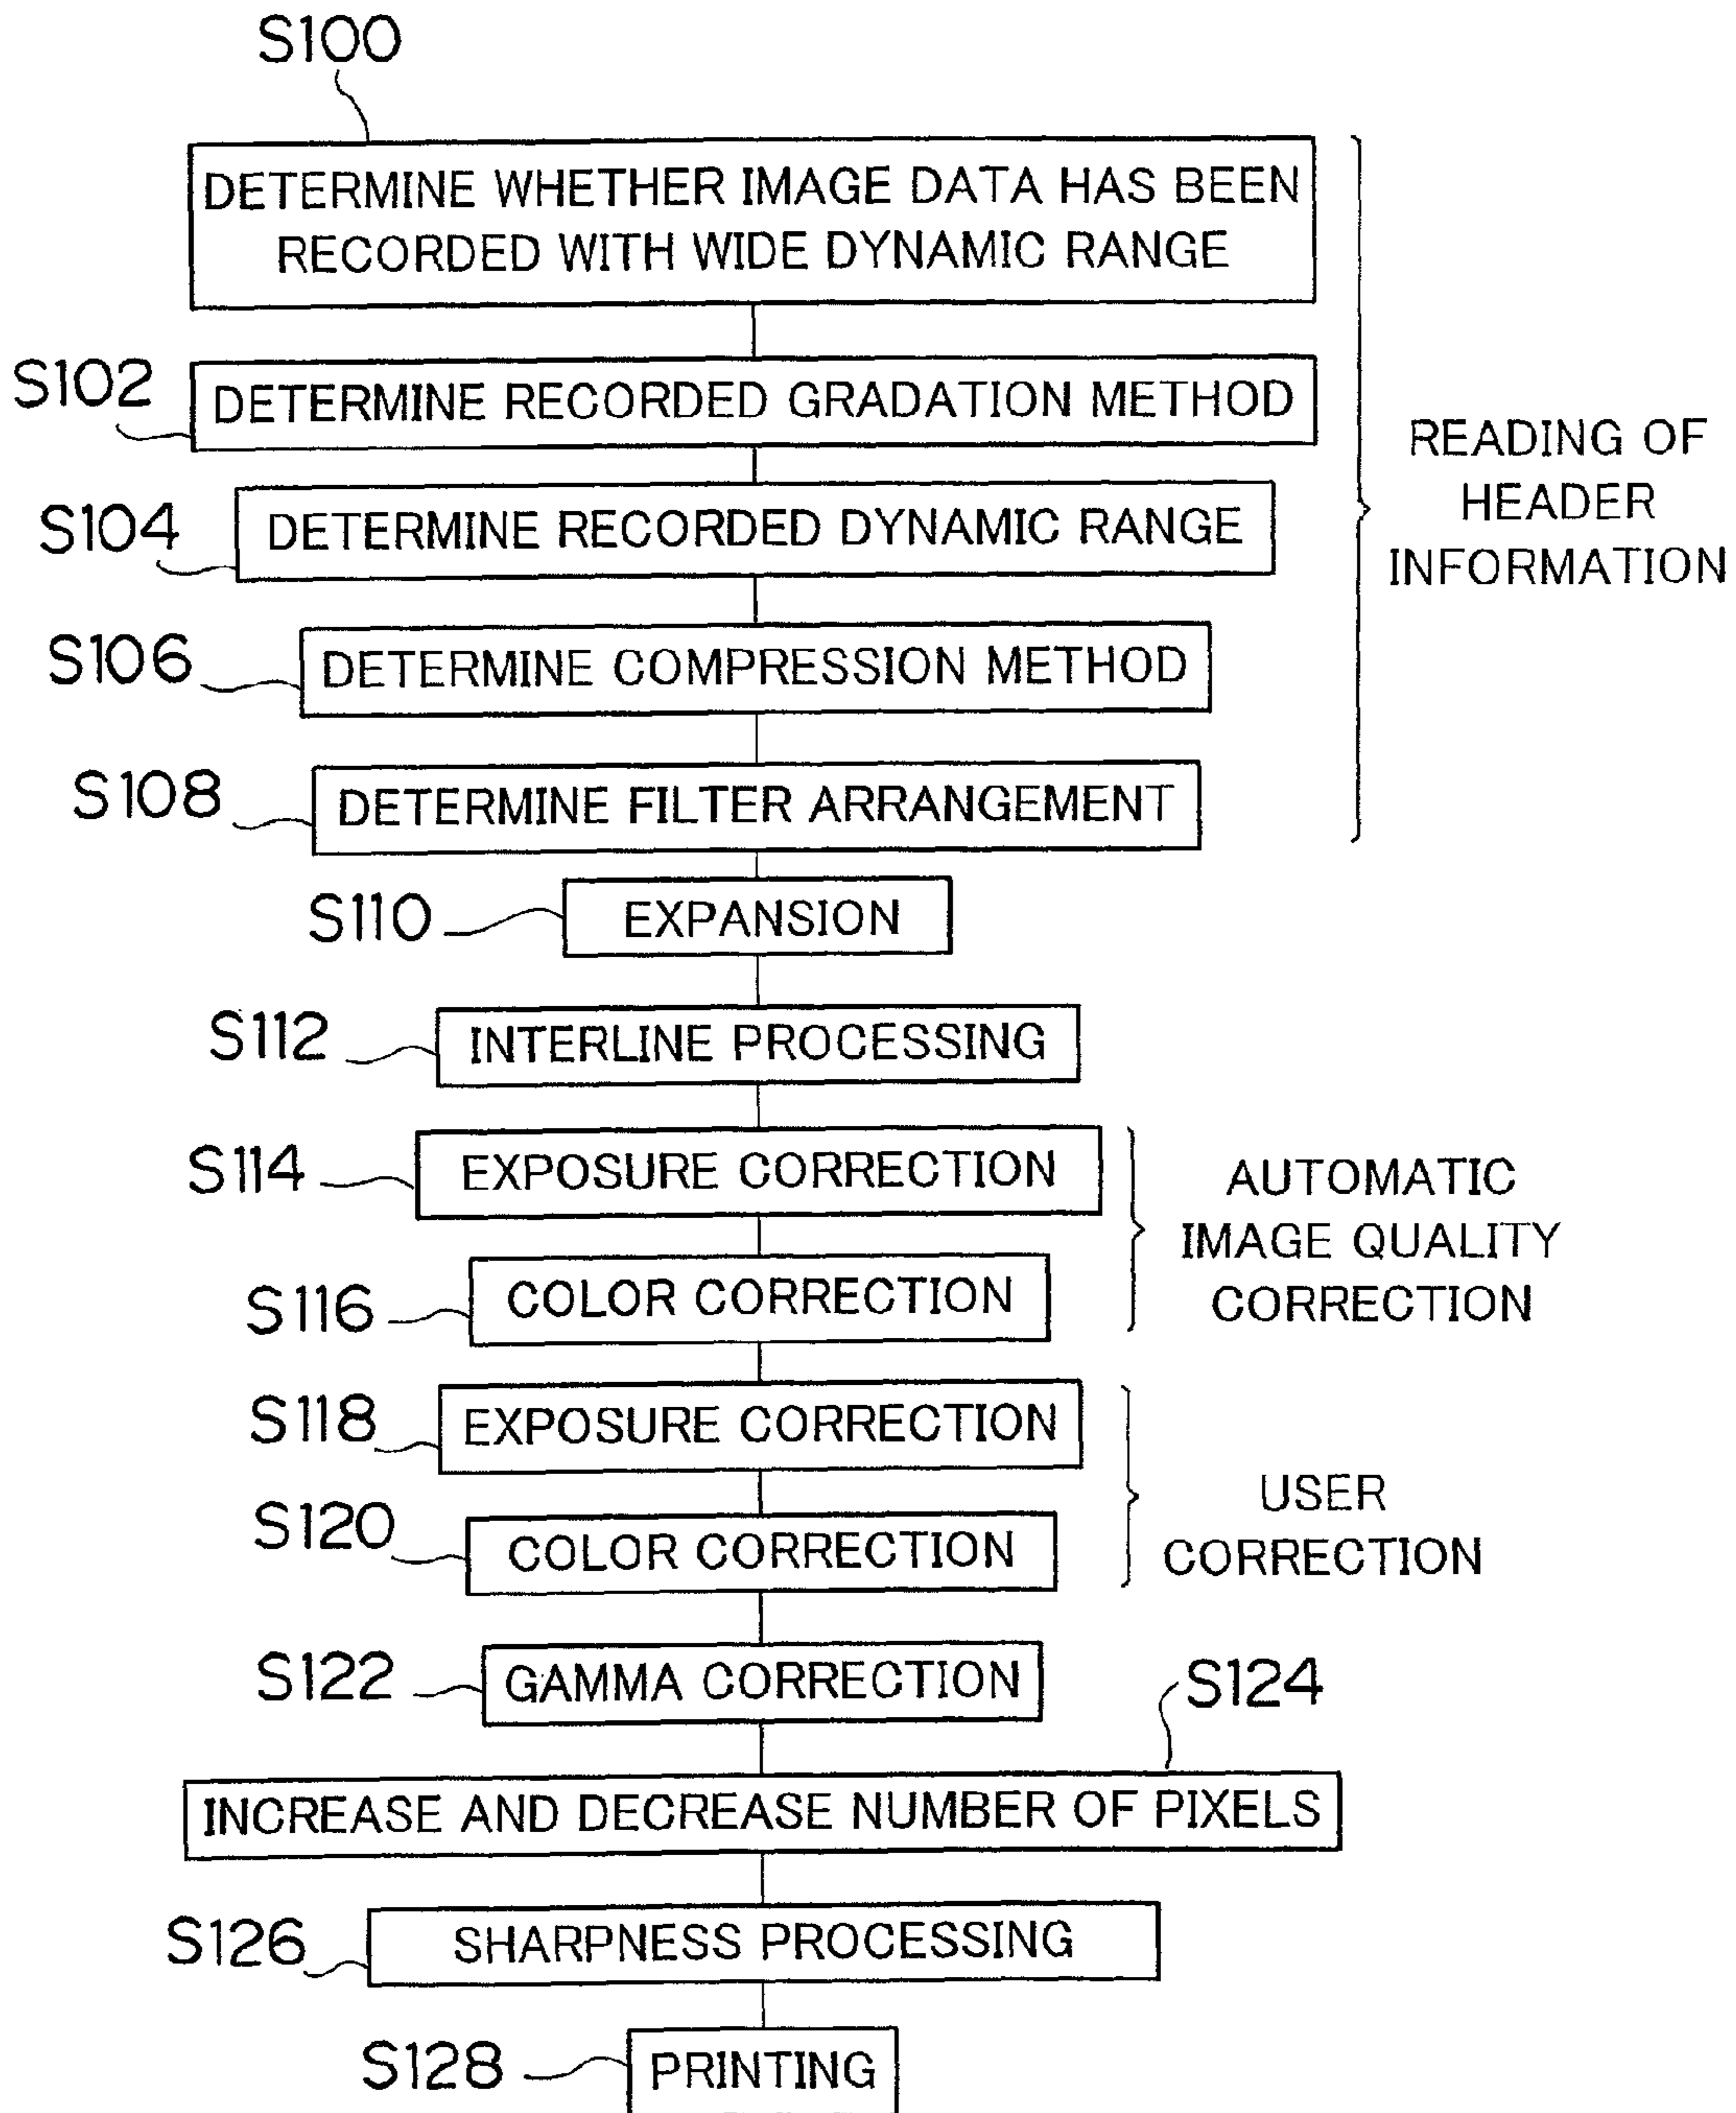 S100
DETERMINE WHETHER IMAGE DATA HAS BEEN
RECORDED WITH WIDE DYNAMIC RANGE
S102
DETERMINE RECORDED GRADATION METHOD
S104
DETERMINE RECORDED DYNAMIC RANGE
S106
DETERMINE COMPRESSION METHOD
S108
DETERMINE FILTER ARRANGEMENT
READING OF
HEADER
INFORMATION
S110
EXPANSION
S112
INTERLINE PROCESSING
S114
EXPOSURE CORRECTION
S116
COLOR CORRECTION
AUTOMATIC
IMAGE QUALITY
CORRECTION
S118
EXPOSURE CORRECTION
S120
COLOR CORRECTION
USER
CORRECTION
S122
GAMMA CORRECTION
S124
INCREASE AND DECREASE NUMBER OF PIXELS
S126
SHARPNESS PROCESSING
S128
PRINTING